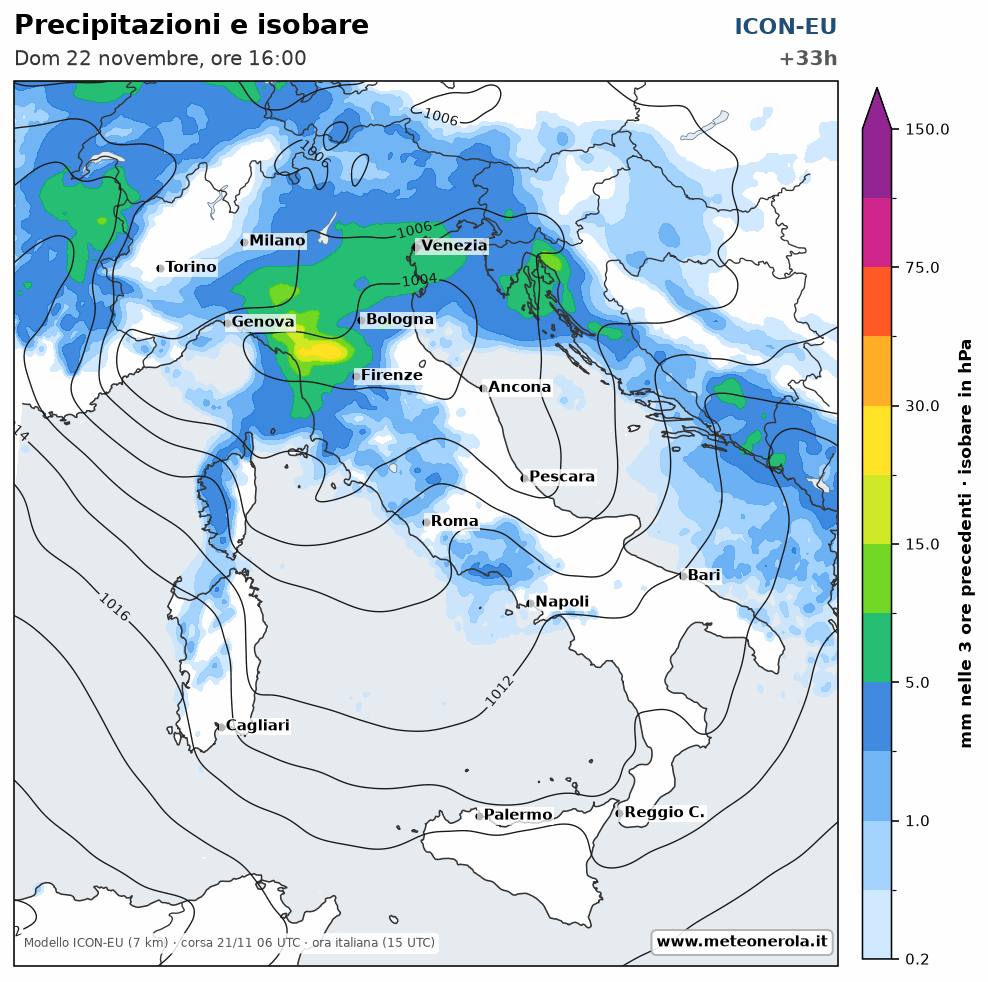 Precipitazioni e isobare
ICON-EU
Dom 22 novembre, ore 16:00
+33h
1006
1006
1006
1004
Milano
Venezia
Torino
Genova
Bologna
Firenze
Ancona
14
Pescara
Roma
Bari
1016
Napoli
1012
Cagliari
Palermo
Reggio C.
2
150.0
75.0
30.0
15.0
5.0
1.0
0.2
mm nelle 3 ore precedenti · isobare in hPa
Modello ICON-EU (7 km) · corsa 21/11 06 UTC · ora italiana (15 UTC)
www.meteonerola.it